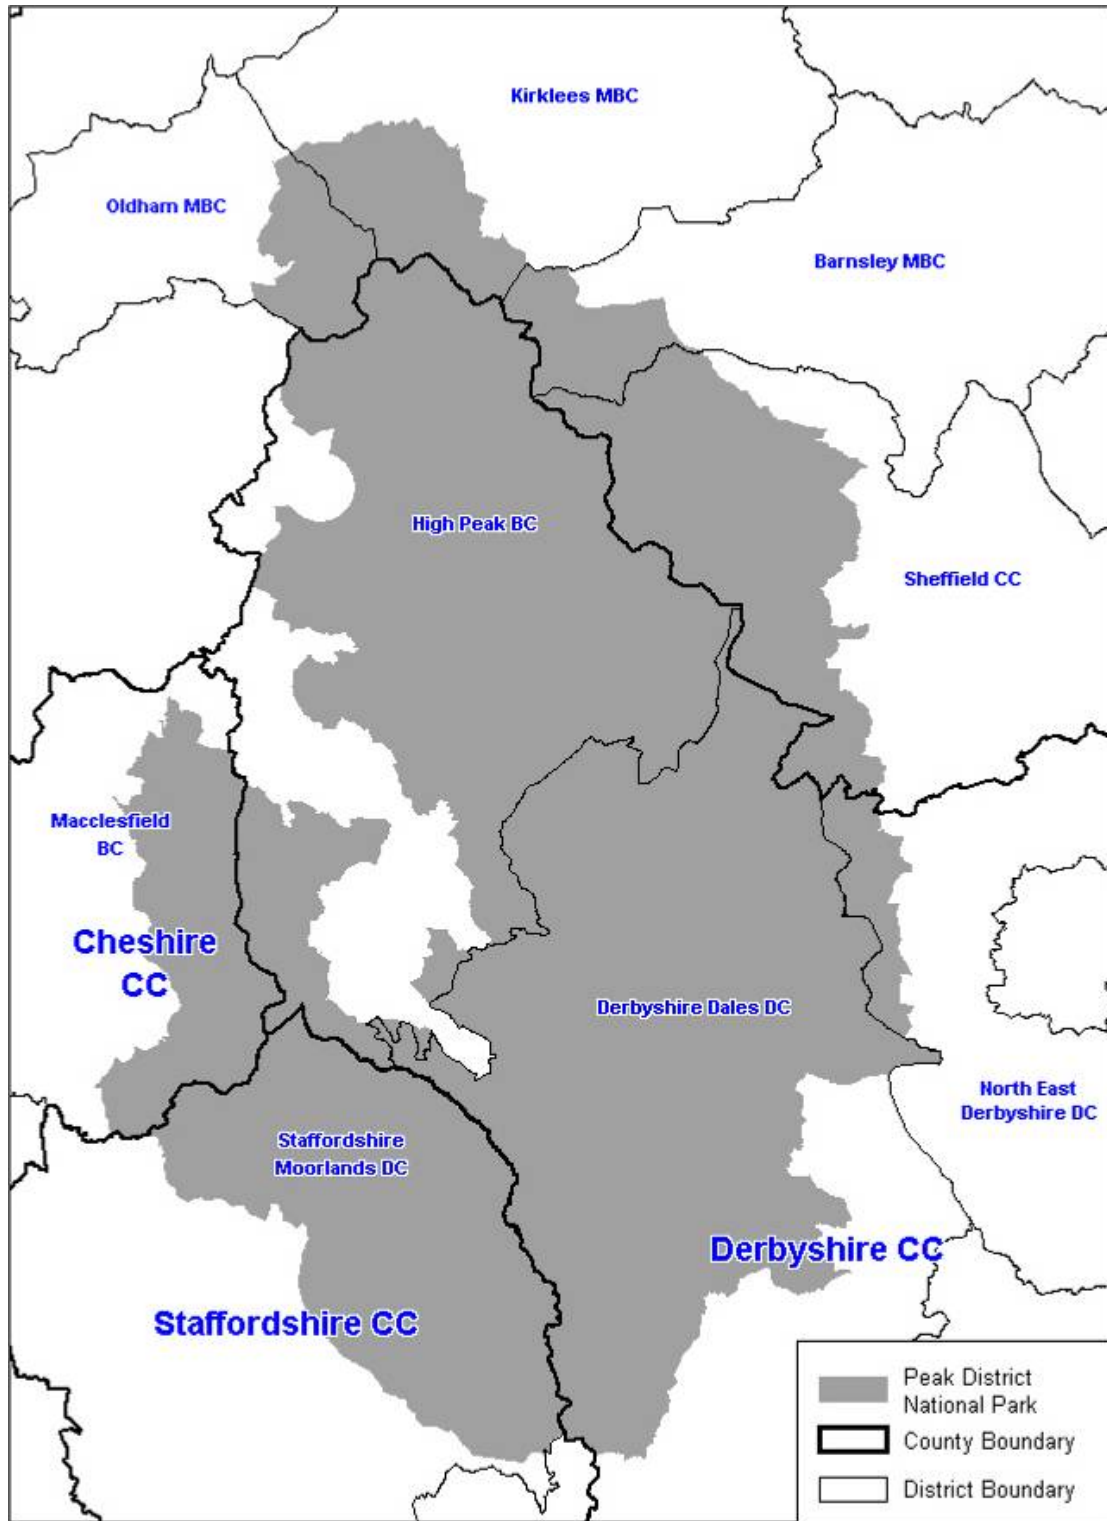 Kirklees MBC
Oldham MBC
Barnsley MBC
High Peak BC
Sheffield CC
Macclesfield
BC
Cheshire
CC
Derbyshire Dales DC
North East
Derbyshire DC
Staffordshire
Moorlands DC
Derbyshire CC
Staffordshire CC
Peak District
National Park
County Boundary
District Boundary